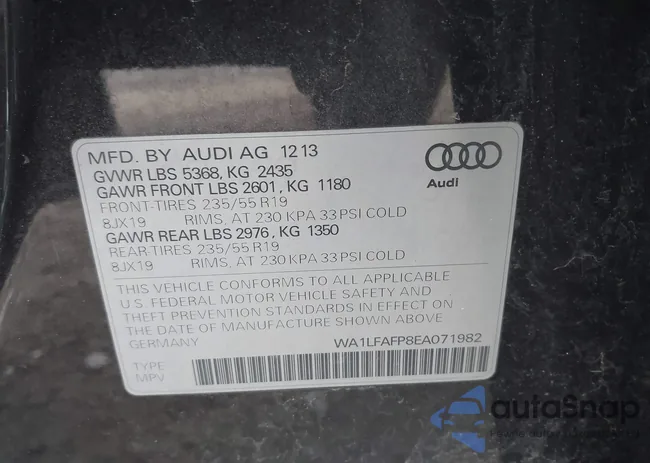 MFD. BY AUDI AG 1213
GVWR LBS 5368, KG 2435
GAWR FRONT LBS 2601, KG 1180
FRONT-TIRES 235/55 R19
8JX19 RIMS, AT 230 KPA 33 PSI COLD
GAWR REAR LBS 2976, KG 1350
REAR-TIRES 235/55 R19
8JX19 RIMS, AT 230 KPA 33 PSI COLD
Audi
THIS VEHICLE CONFORMS TO ALL APPLICABLE
U.S. FEDERAL MOTOR VEHICLE SAFETY AND
THEFT PREVENTION STANDARDS IN EFFECT ON
THE DATE OF MANUFACTURE SHOWN ABOVE
GERMANY WA1LFAFP8EA071982
TYPE
MPV
autoSnap